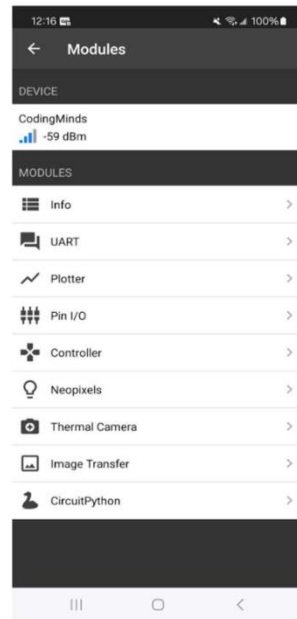 12:16 100%
Modules
DEVICE
CodingMinds
-59 dBm
MODULES
Info
UART
Plotter
Pin I/O
Controller
Neopixels
Thermal Camera
Image Transfer
CircuitPython